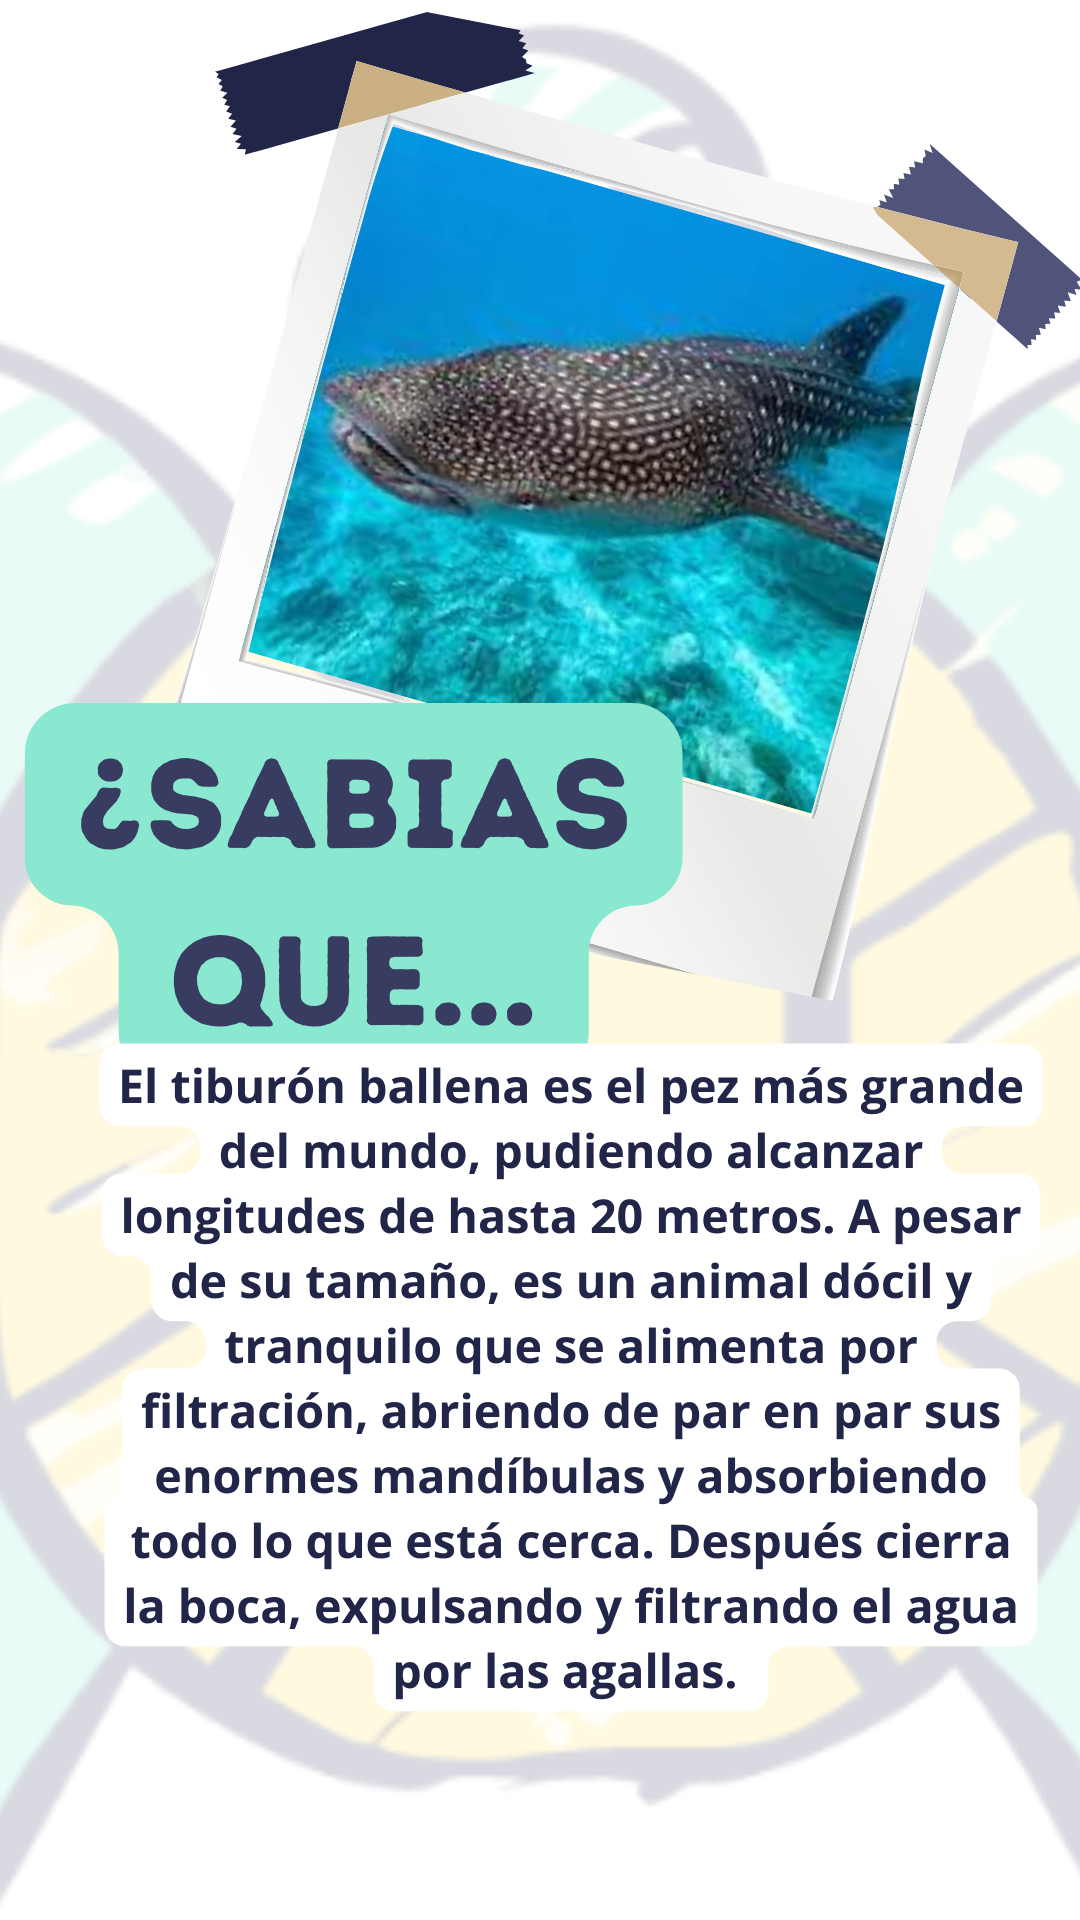 ¿SABIAS
QUE...
El tiburón ballena es el pez más grande
del mundo, pudiendo alcanzar
longitudes de hasta 20 metros. A pesar
de su tamaño, es un animal dócil y
tranquilo que se alimenta por
filtración, abriendo de par en par sus
enormes mandíbulas y absorbiendo
todo lo que está cerca. Después cierra
la boca, expulsando y filtrando el agua
por las agallas.